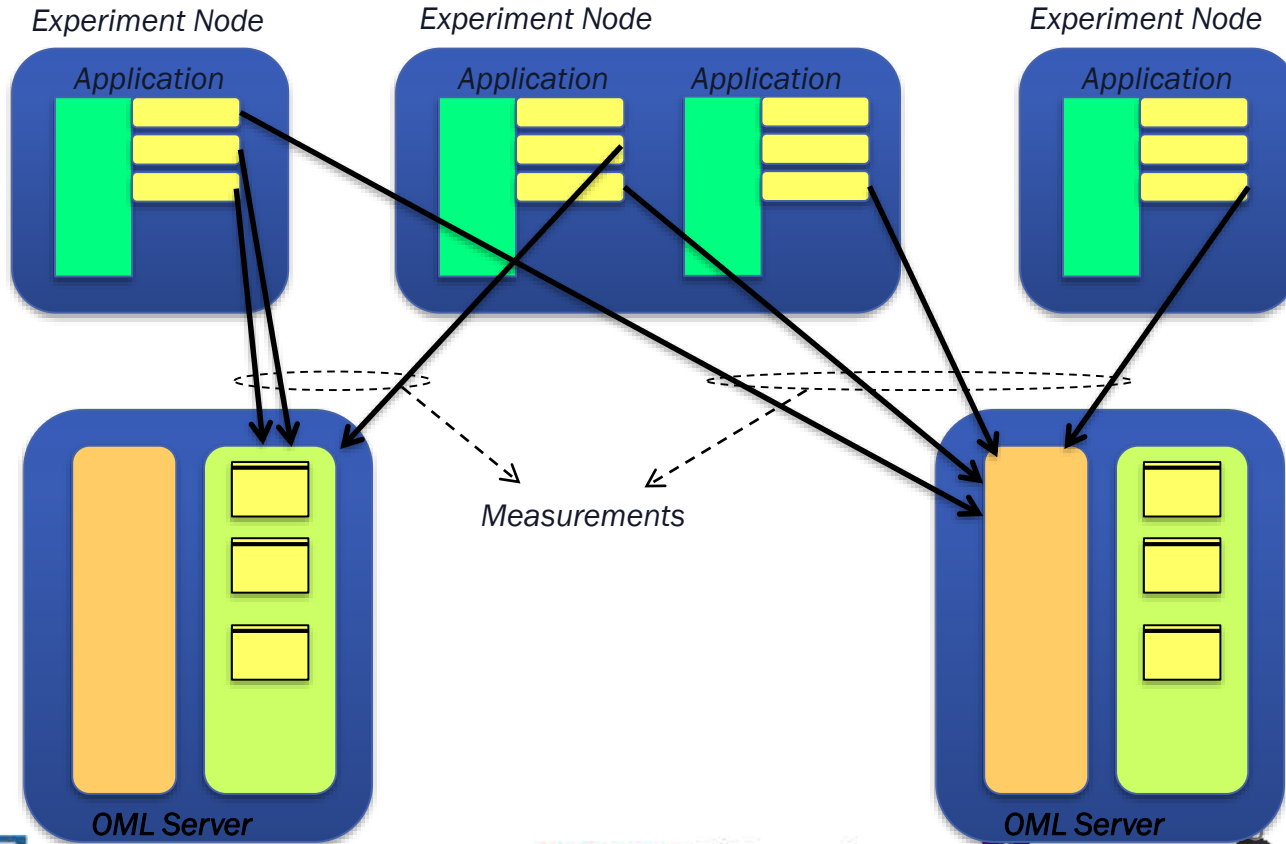 Experiment Node
Experiment Node
Experiment Node
Application
Application
Application
Application
Measurements
OML Server
OML Server